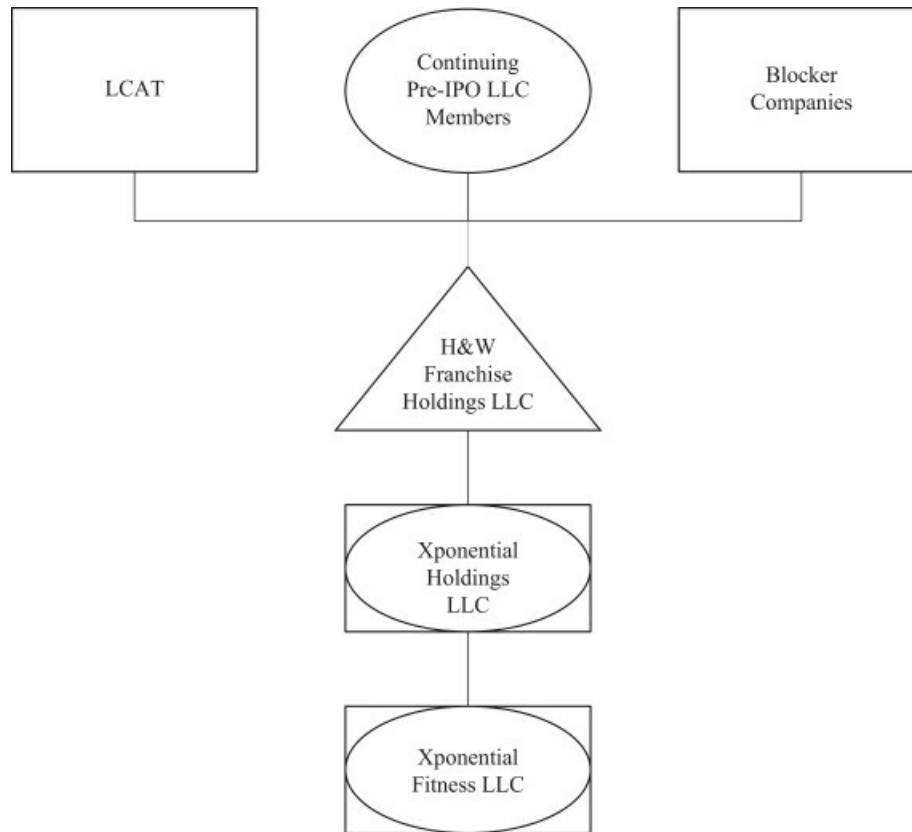 LCAT
Continuing
Pre-IPO LLC
Members
Blocker
Companies
H&W
Franchise
Holdings LLC
Xponential
Holdings
LLC
Xponential
Fitness LLC